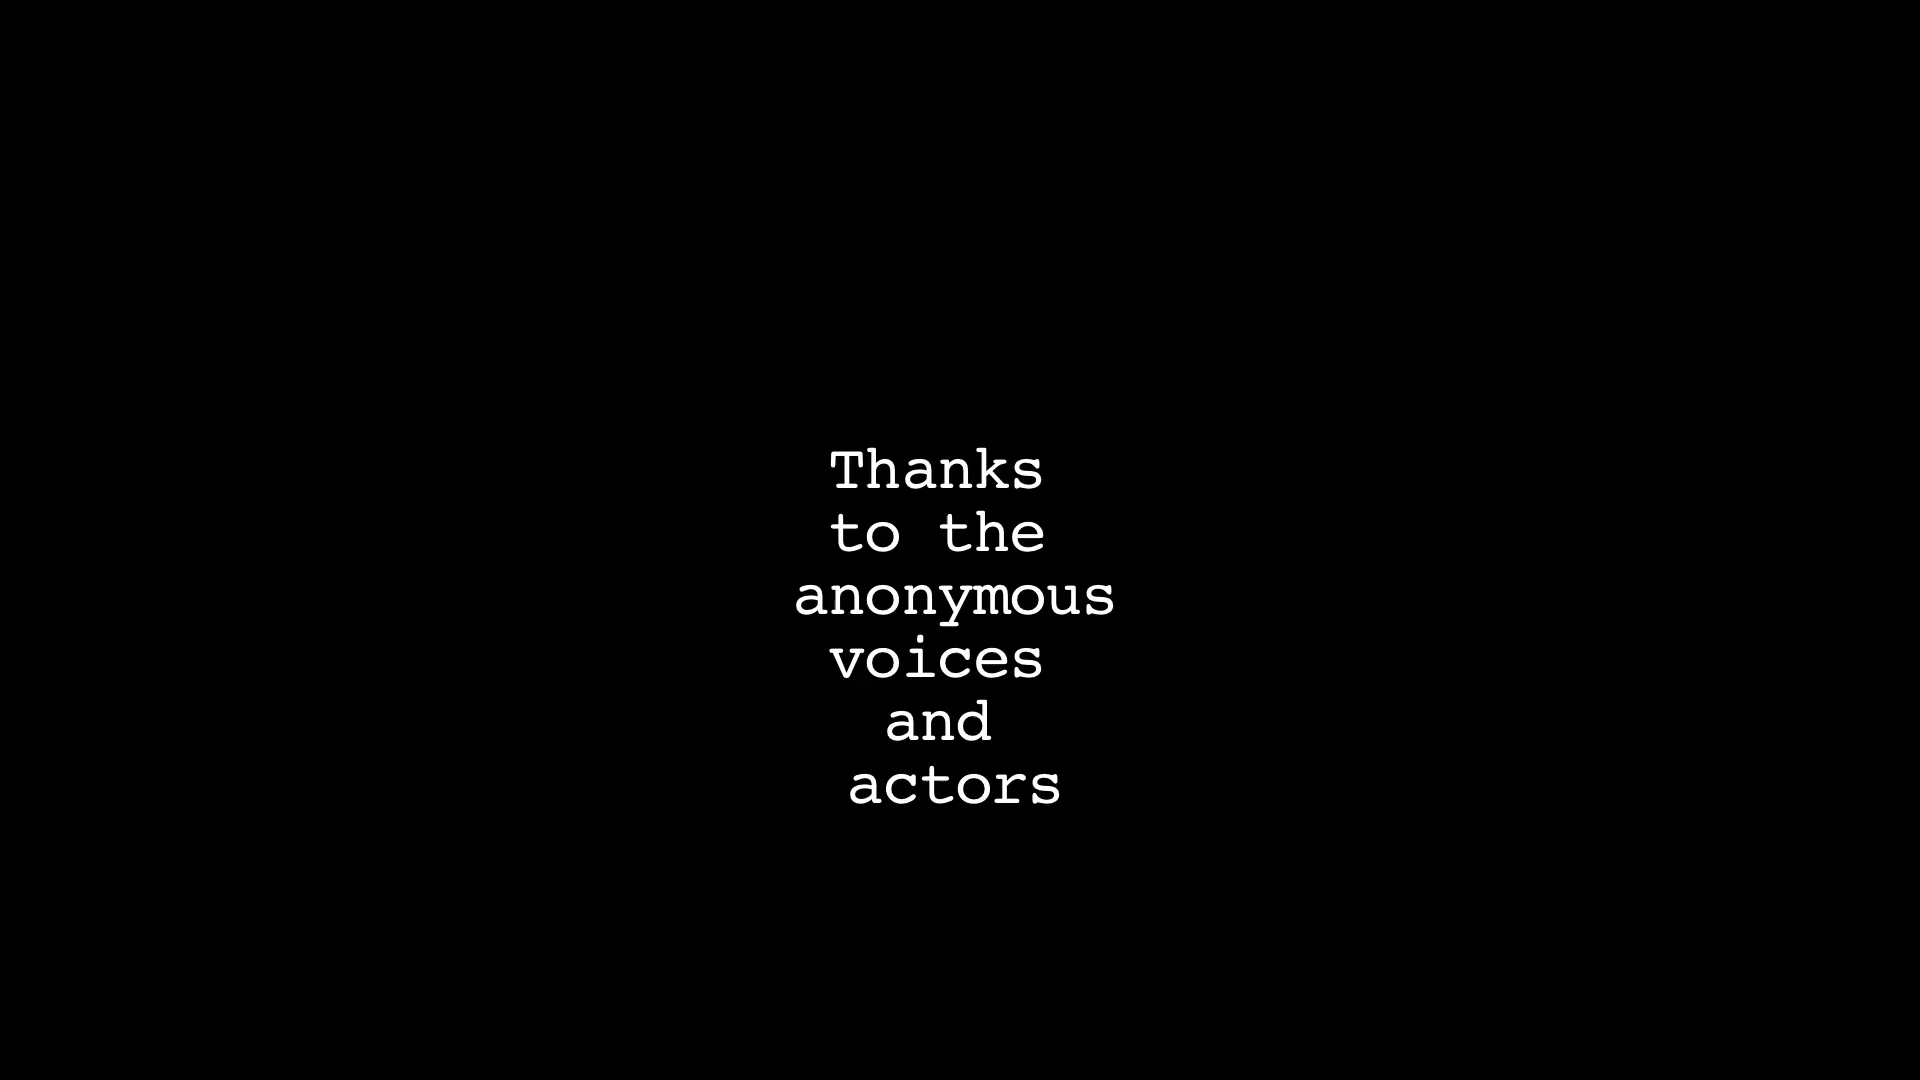 Thanks
to the
anonymous
voices
and
actors